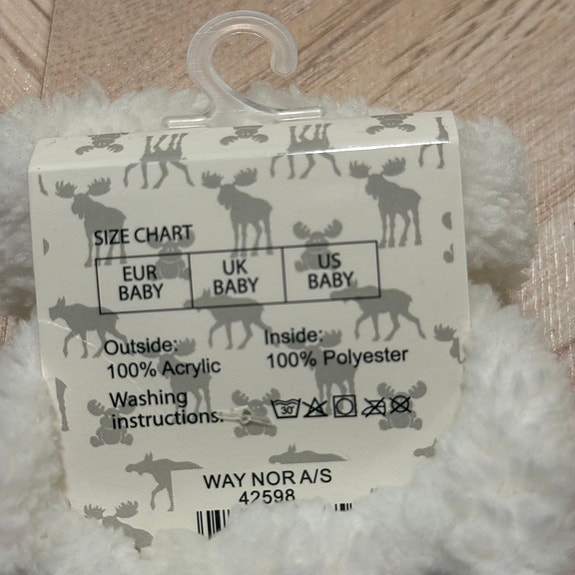 SIZE CHART
EUR BABY
UK BABY
US BABY
Outside:
100% Acrylic
Inside:
100% Polyester
Washing
instructions.
30°
WAY NOR A/S
42598